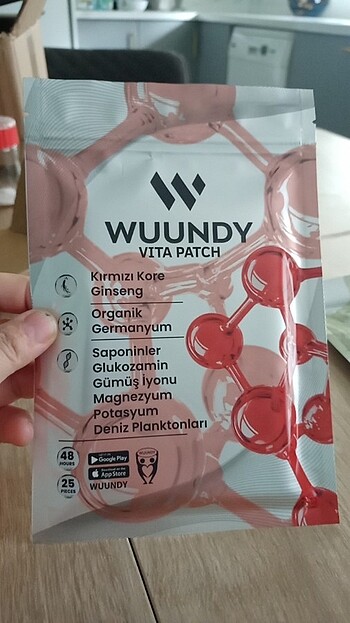 WUUNDY
VITA PATCH
Kırmızı Kore
Ginseng
Organik
Germanyum
Saponinler
Glukozamin
Gümüş İyonu
Magnezyum
Potasyum
Deniz Planktonları
48
HOURS
Google Play
App Store
25
PIECES
WUUNDY